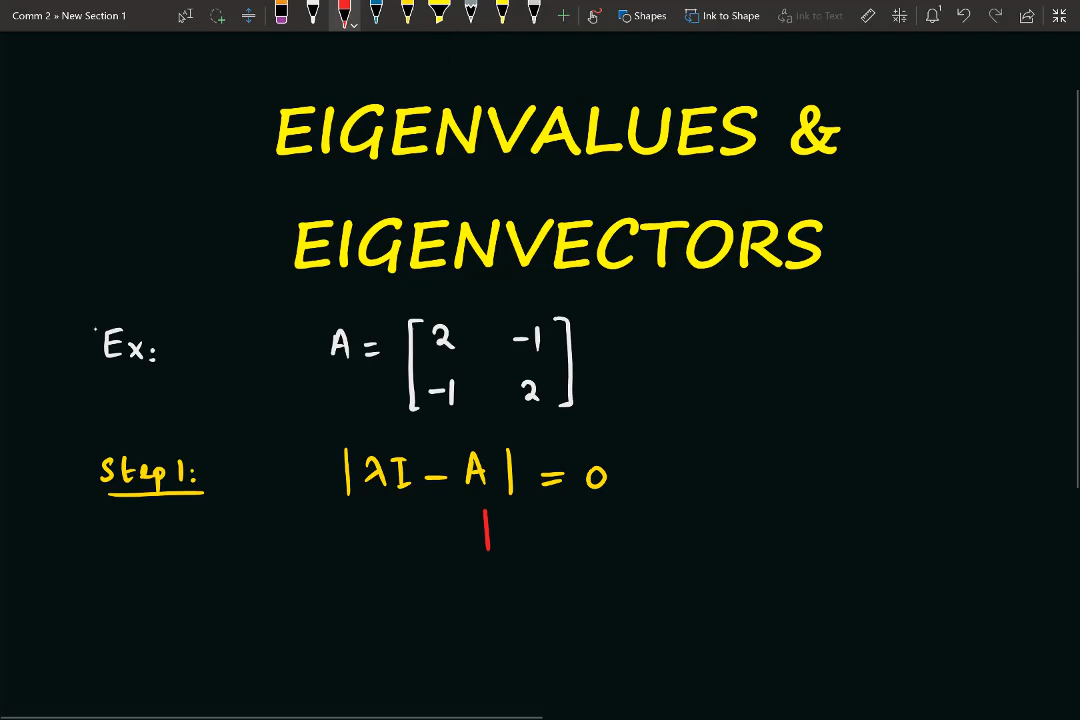 Comm 2 » New Section 1 Shapes Ink to Shape Ink to Text 1
EIGENVALUES &
EIGENVECTORS
Ex: A = [2 -1
-1 2]
Step 1: |λI - A| = 0